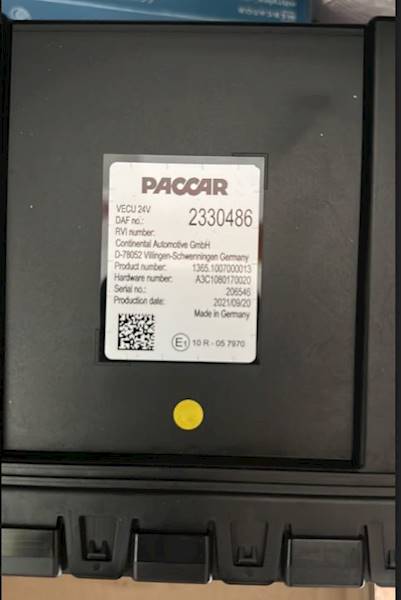 PACCAR
VECU 24V
DAF no.: 2330486
RVI number:
Continental Automotive GmbH
D-78052 Villingen-Schwenningen Germany
Product number: 1365.1007000013
Hardware number: A3C1080170020
Serial no.: 206546
Production date: 2021/09/20
Made in Germany
E1 10 R - 05 7970